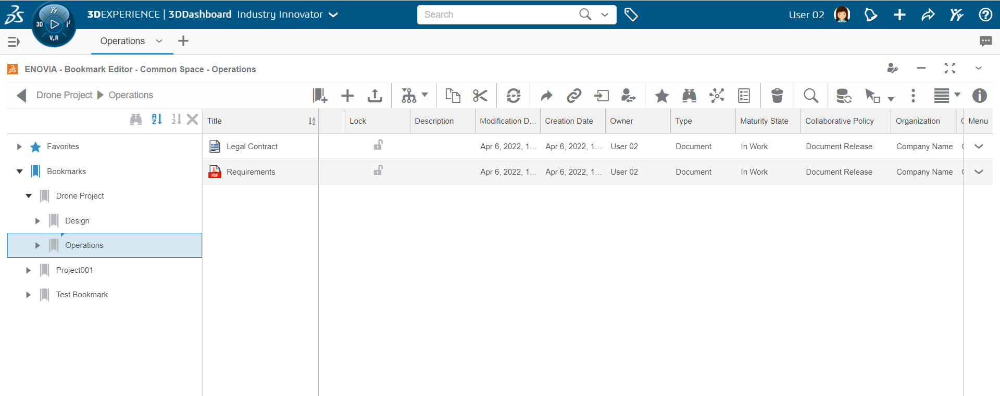 3DEXPERIENCE | 3DDashboard Industry Innovator
Search
User 02
3D
V.R
Operations
ENOVIA - Bookmark Editor - Common Space - Operations
Drone Project Operations
Title Lock Description Modification D... Creation Date Owner Type Maturity State Collaborative Policy Organization Menu
Favorites
Legal Contract Apr 6, 2022, 1... Apr 6, 2022, 1... User 02 Document In Work Document Release Company Name
Bookmarks
PDF Requirements Apr 6, 2022, 1... Apr 6, 2022, 1... User 02 Document In Work Document Release Company Name
Drone Project
Design
Operations
Project001
Test Bookmark